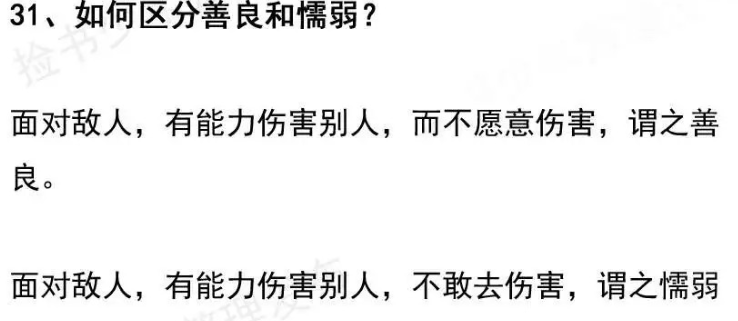 31、如何区分善良和懦弱？
面对敌人，有能力伤害别人，而不愿意伤害，谓之善
良。
面对敌人，有能力伤害别人，不敢去伤害，谓之懦弱